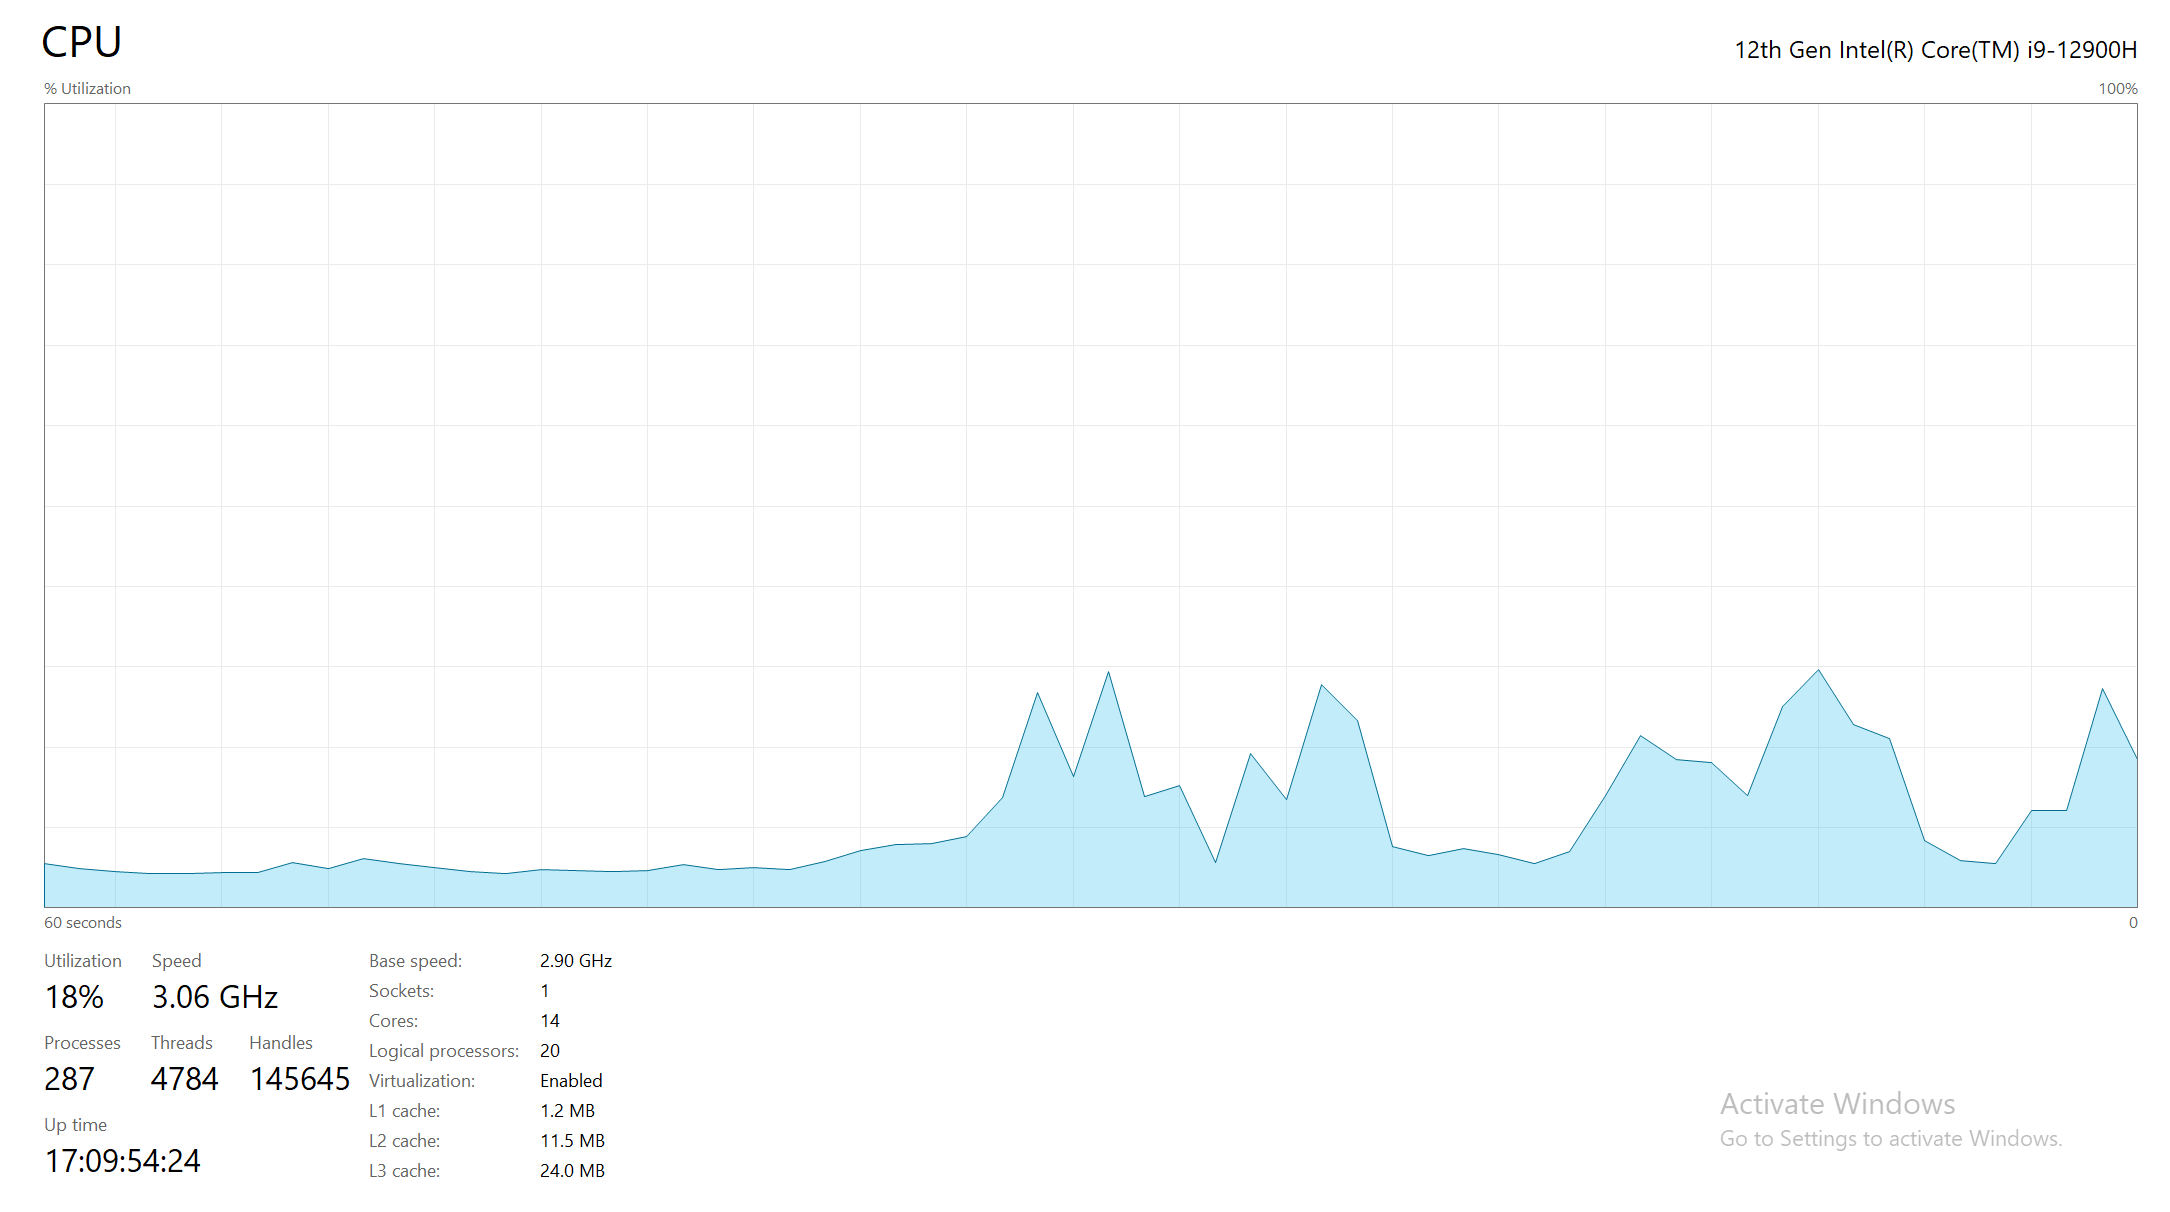 CPU
12th Gen Intel(R) Core(TM) i9-12900H
% Utilization
100%
60 seconds
0
Utilization
Speed
18%
3.06 GHz
Processes
Threads
Handles
287
4784
145645
Up time
17:09:54:24
Base speed:
2.90 GHz
Sockets:
1
Cores:
14
Logical processors:
20
Virtualization:
Enabled
L1 cache:
1.2 MB
L2 cache:
11.5 MB
L3 cache:
24.0 MB
Activate Windows
Go to Settings to activate Windows.